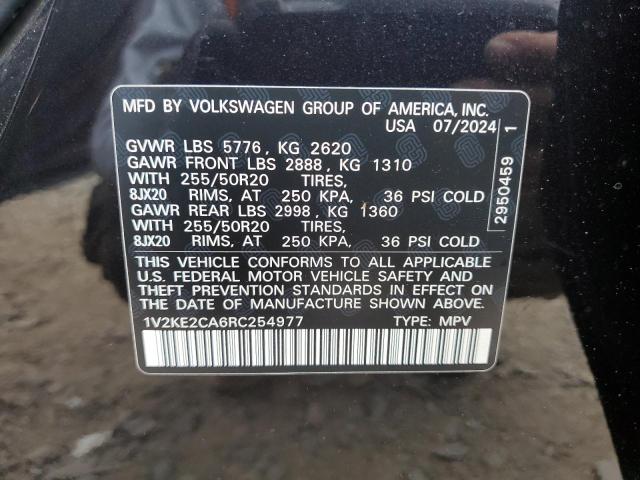 MFD BY VOLKSWAGEN GROUP OF AMERICA, INC.
USA 07/2024
GVWR LBS 5776, KG 2620
GAWR FRONT LBS 2888, KG 1310
WITH 255/50R20 TIRES,
8JX20 RIMS, AT 250 KPA, 36 PSI COLD
GAWR REAR LBS 2998, KG 1360
WITH 255/50R20 TIRES,
8JX20 RIMS, AT 250 KPA, 36 PSI COLD
THIS VEHICLE CONFORMS TO ALL APPLICABLE
U.S. FEDERAL MOTOR VEHICLE SAFETY AND
THEFT PREVENTION STANDARDS IN EFFECT ON
THE DATE OF MANUFACTURE SHOWN ABOVE.
1V2KE2CA6RC254977 TYPE: MPV
2950459 1